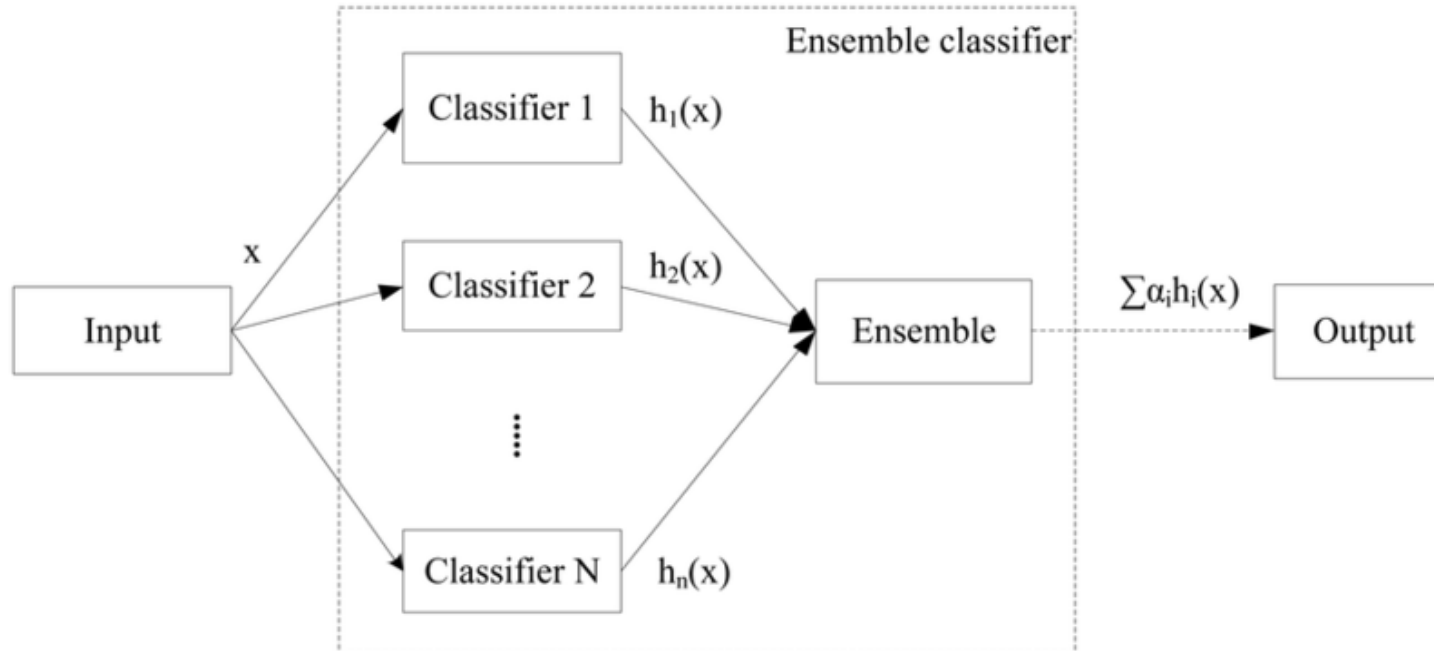 Ensemble classifier
Classifier 1
h₁(x)
x
Classifier 2
h₂(x)
Input
Ensemble
∑αᵢhᵢ(x)
Output
Classifier N
hₙ(x)